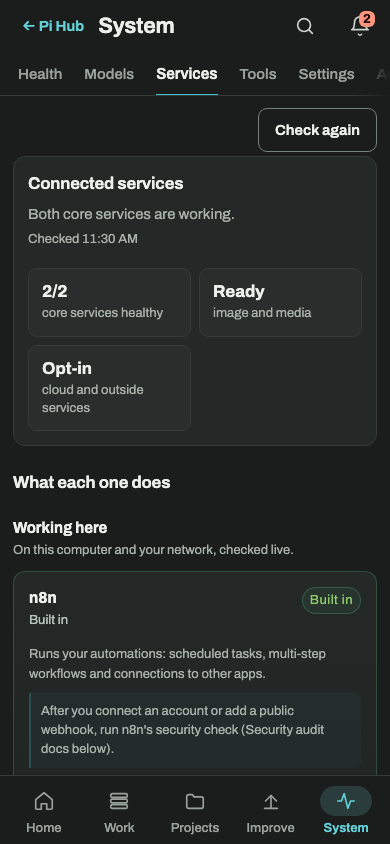 ← Pi Hub System
2
Health Models Services Tools Settings A
Check again
Connected services
Both core services are working.
Checked 11:30 AM
2/2
core services healthy
Ready
image and media
Opt-in
cloud and outside
services
What each one does
Working here
On this computer and your network, checked live.
n8n
Built in
Built in
Runs your automations: scheduled tasks, multi-step
workflows and connections to other apps.
After you connect an account or add a public
webhook, run n8n's security check (Security audit
docs below).
Home Work Projects Improve System